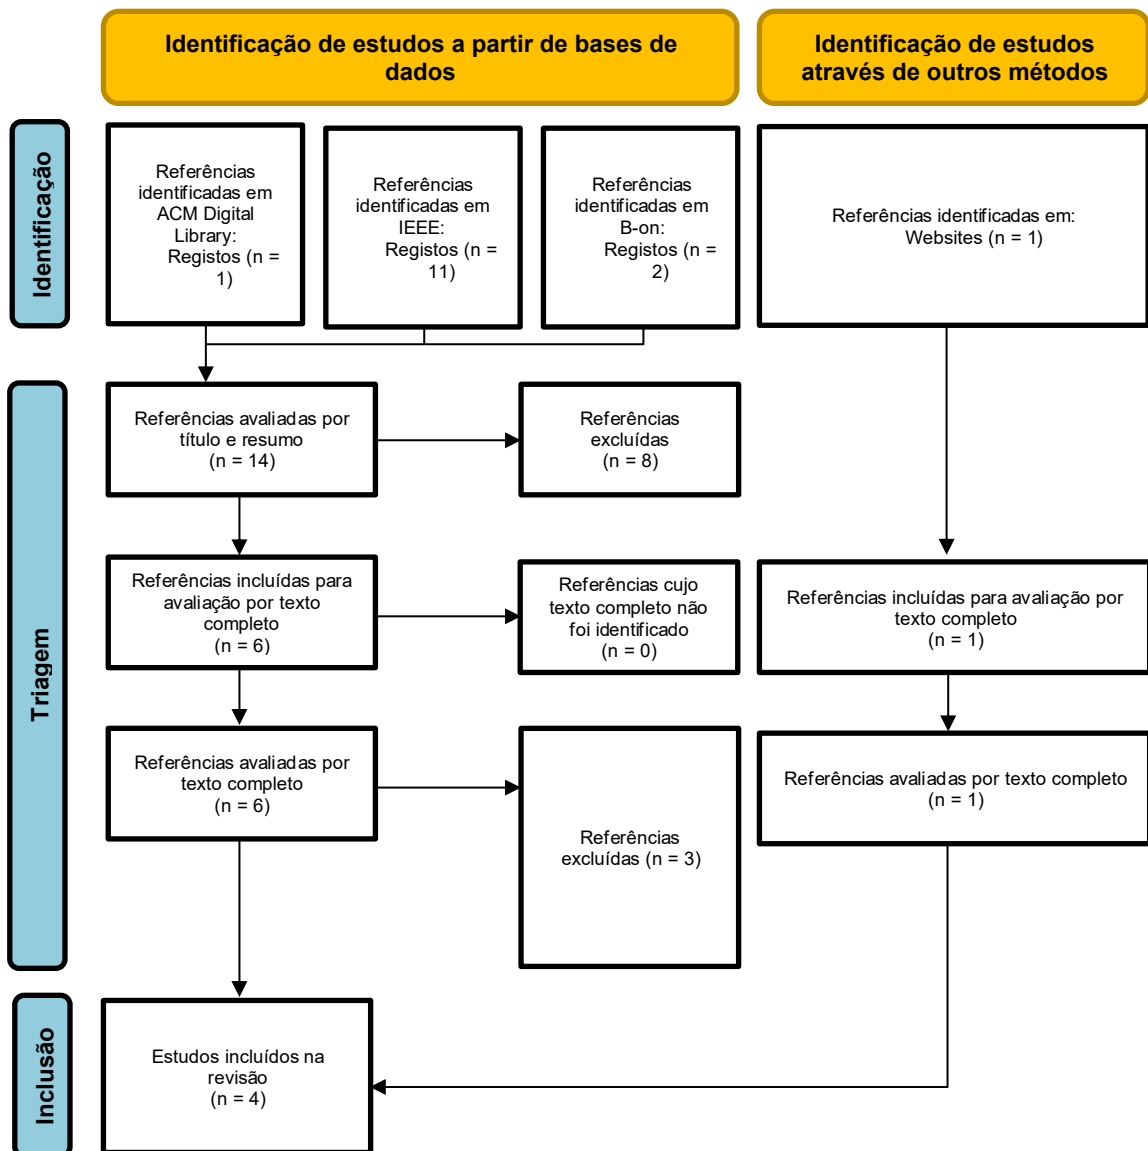 Identificação de estudos a partir de bases de
dados
Identificação de estudos
através de outros métodos
Identificação
Referências
identificadas em
ACM Digital
Library:
Registos (n =
1)
Referências
identificadas em
IEEE:
Registos (n =
11)
Referências
identificadas em
B-on:
Registos (n =
2)
Referências identificadas em:
Websites (n = 1)
Triagem
Referências avaliadas por
título e resumo
(n = 14)
Referências
excluídas
(n = 8)
Referências incluídas para
avaliação por texto
completo
(n = 6)
Referências cujo
texto completo não
foi identificado
(n = 0)
Referências incluídas para avaliação por
texto completo
(n = 1)
Referências avaliadas por
texto completo
(n = 6)
Referências
excluídas (n = 3)
Referências avaliadas por texto completo
(n = 1)
Inclusão
Estudos incluídos na
revisão
(n = 4)